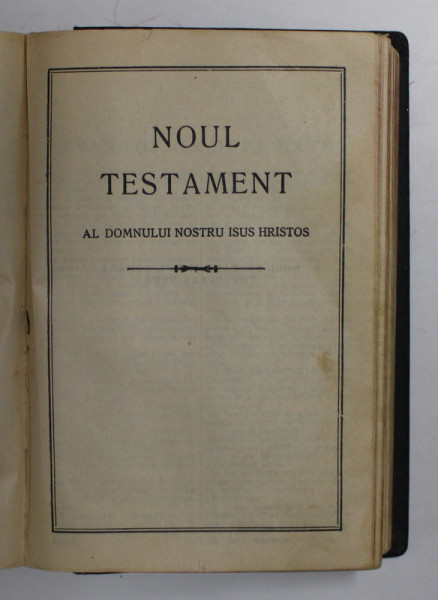 NOUL
TESTAMENT
AL DOMNULUI NOSTRU ISUS HRISTOS